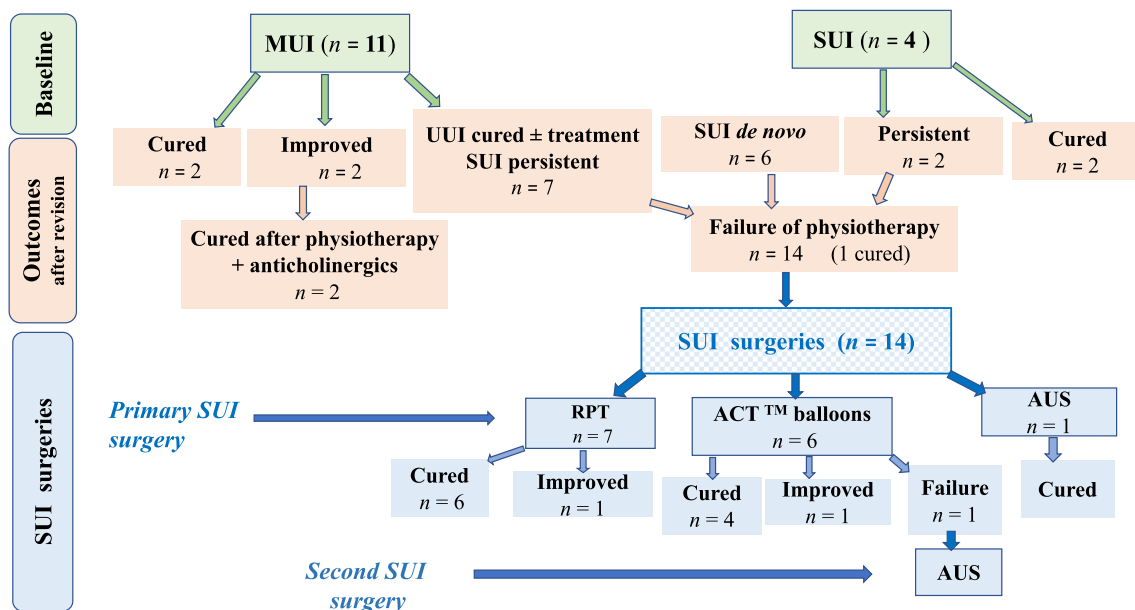 Baseline
MUI (n = 11)
SUI (n = 4 )
Outcomes
after revision
Cured
n = 2
Improved
n = 2
UUI cured ± treatment
SUI persistent
n = 7
SUI de novo
n = 6
Persistent
n = 2
Cured
n = 2
Cured after physiotherapy
+ anticholinergics
n = 2
Failure of physiotherapy
n = 14 (1 cured)
SUI surgeries
SUI surgeries (n = 14)
Primary SUI
surgery
RPT
n = 7
ACT ™ balloons
n = 6
AUS
n = 1
Cured
n = 6
Improved
n = 1
Cured
n = 4
Improved
n = 1
Failure
n = 1
Cured
Second SUI
surgery
AUS